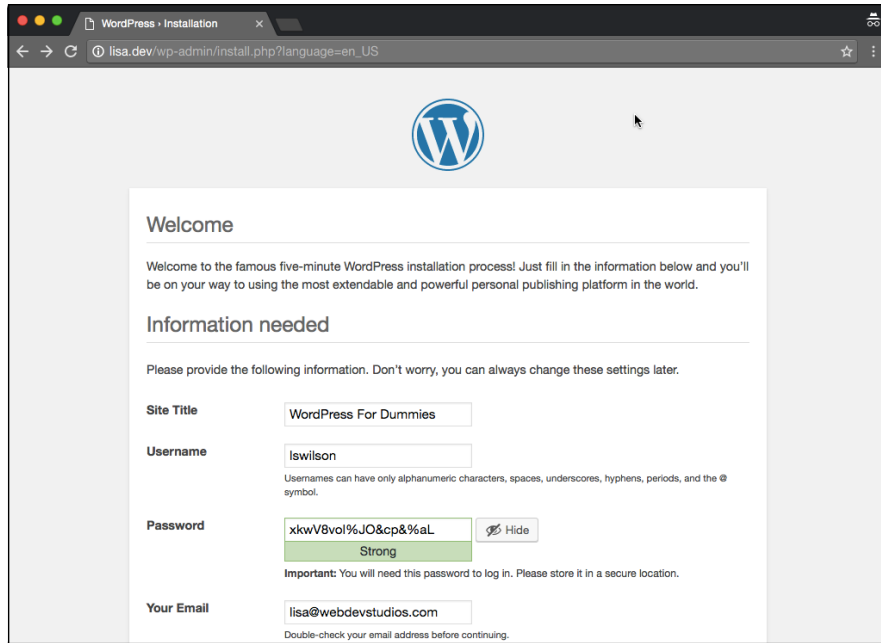 WordPress › Installation
lisa.dev/wp-admin/install.php?language=en_US
Welcome
Welcome to the famous five-minute WordPress installation process! Just fill in the information below and you'll
be on your way to using the most extendable and powerful personal publishing platform in the world.
Information needed
Please provide the following information. Don't worry, you can always change these settings later.
Site Title WordPress For Dummies
Username lswilson
Usernames can have only alphanumeric characters, spaces, underscores, hyphens, periods, and the @
symbol.
Password xkwV8vol%JO&cp&%aL Hide
Strong
Important: You will need this password to log in. Please store it in a secure location.
Your Email lisa@webdevstudios.com
Double-check your email address before continuing.